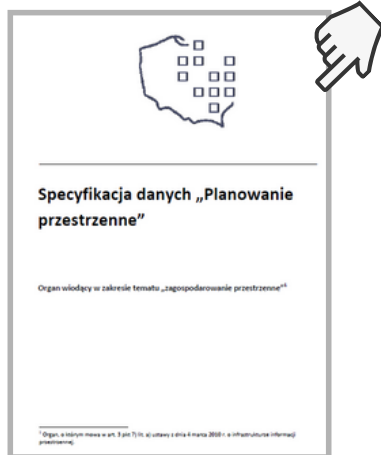 Specyfikacja danych „Planowanie
przestrzenne”
Organ wiodący w zakresie tematu „zagospodarowanie przestrzenne”¹
¹ Organ, o którym mowa w art. 3 pkt 7) lit. a) ustawy z dnia 4 marca 2010 r. o infrastrukturze informacji
przestrzennej.